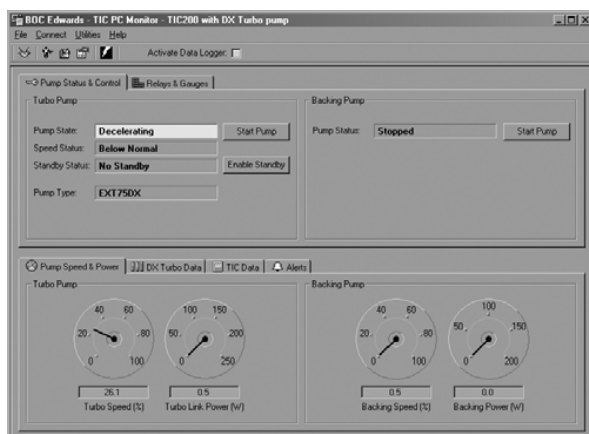 BOC Edwards - TIC PC Monitor - TIC200 with DX Turbo pump
File Connect Utilities Help
Activate Data Logger:
Pump Status & Control Relays & Gauges
Turbo Pump
Pump State: Decelerating Start Pump
Speed Status: Below Normal
Standby Status: No Standby Enable Standby
Pump Type: EXT75DX
Backing Pump
Pump Status: Stopped Start Pump
Pump Speed & Power DX Turbo Data TIC Data Alerts
Turbo Pump
0 20 40 60 80 100
26.1
Turbo Speed (%)
0 50 100 150 200 250
0.5
Turbo Link Power (W)
Backing Pump
0 20 40 60 80 100
0.5
Backing Speed (%)
0 50 100 150 200
0.0
Backing Power (W)